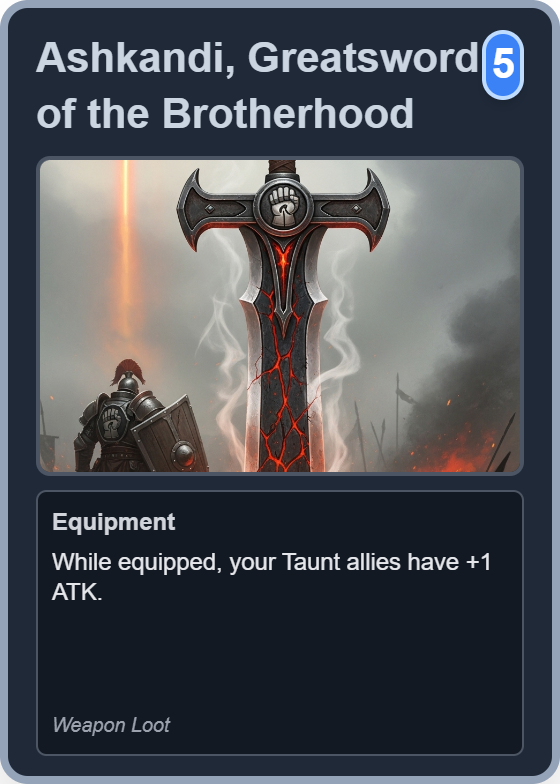 Ashkandi, Greatsword 5
of the Brotherhood
Equipment
While equipped, your Taunt allies have +1
ATK.
Weapon Loot